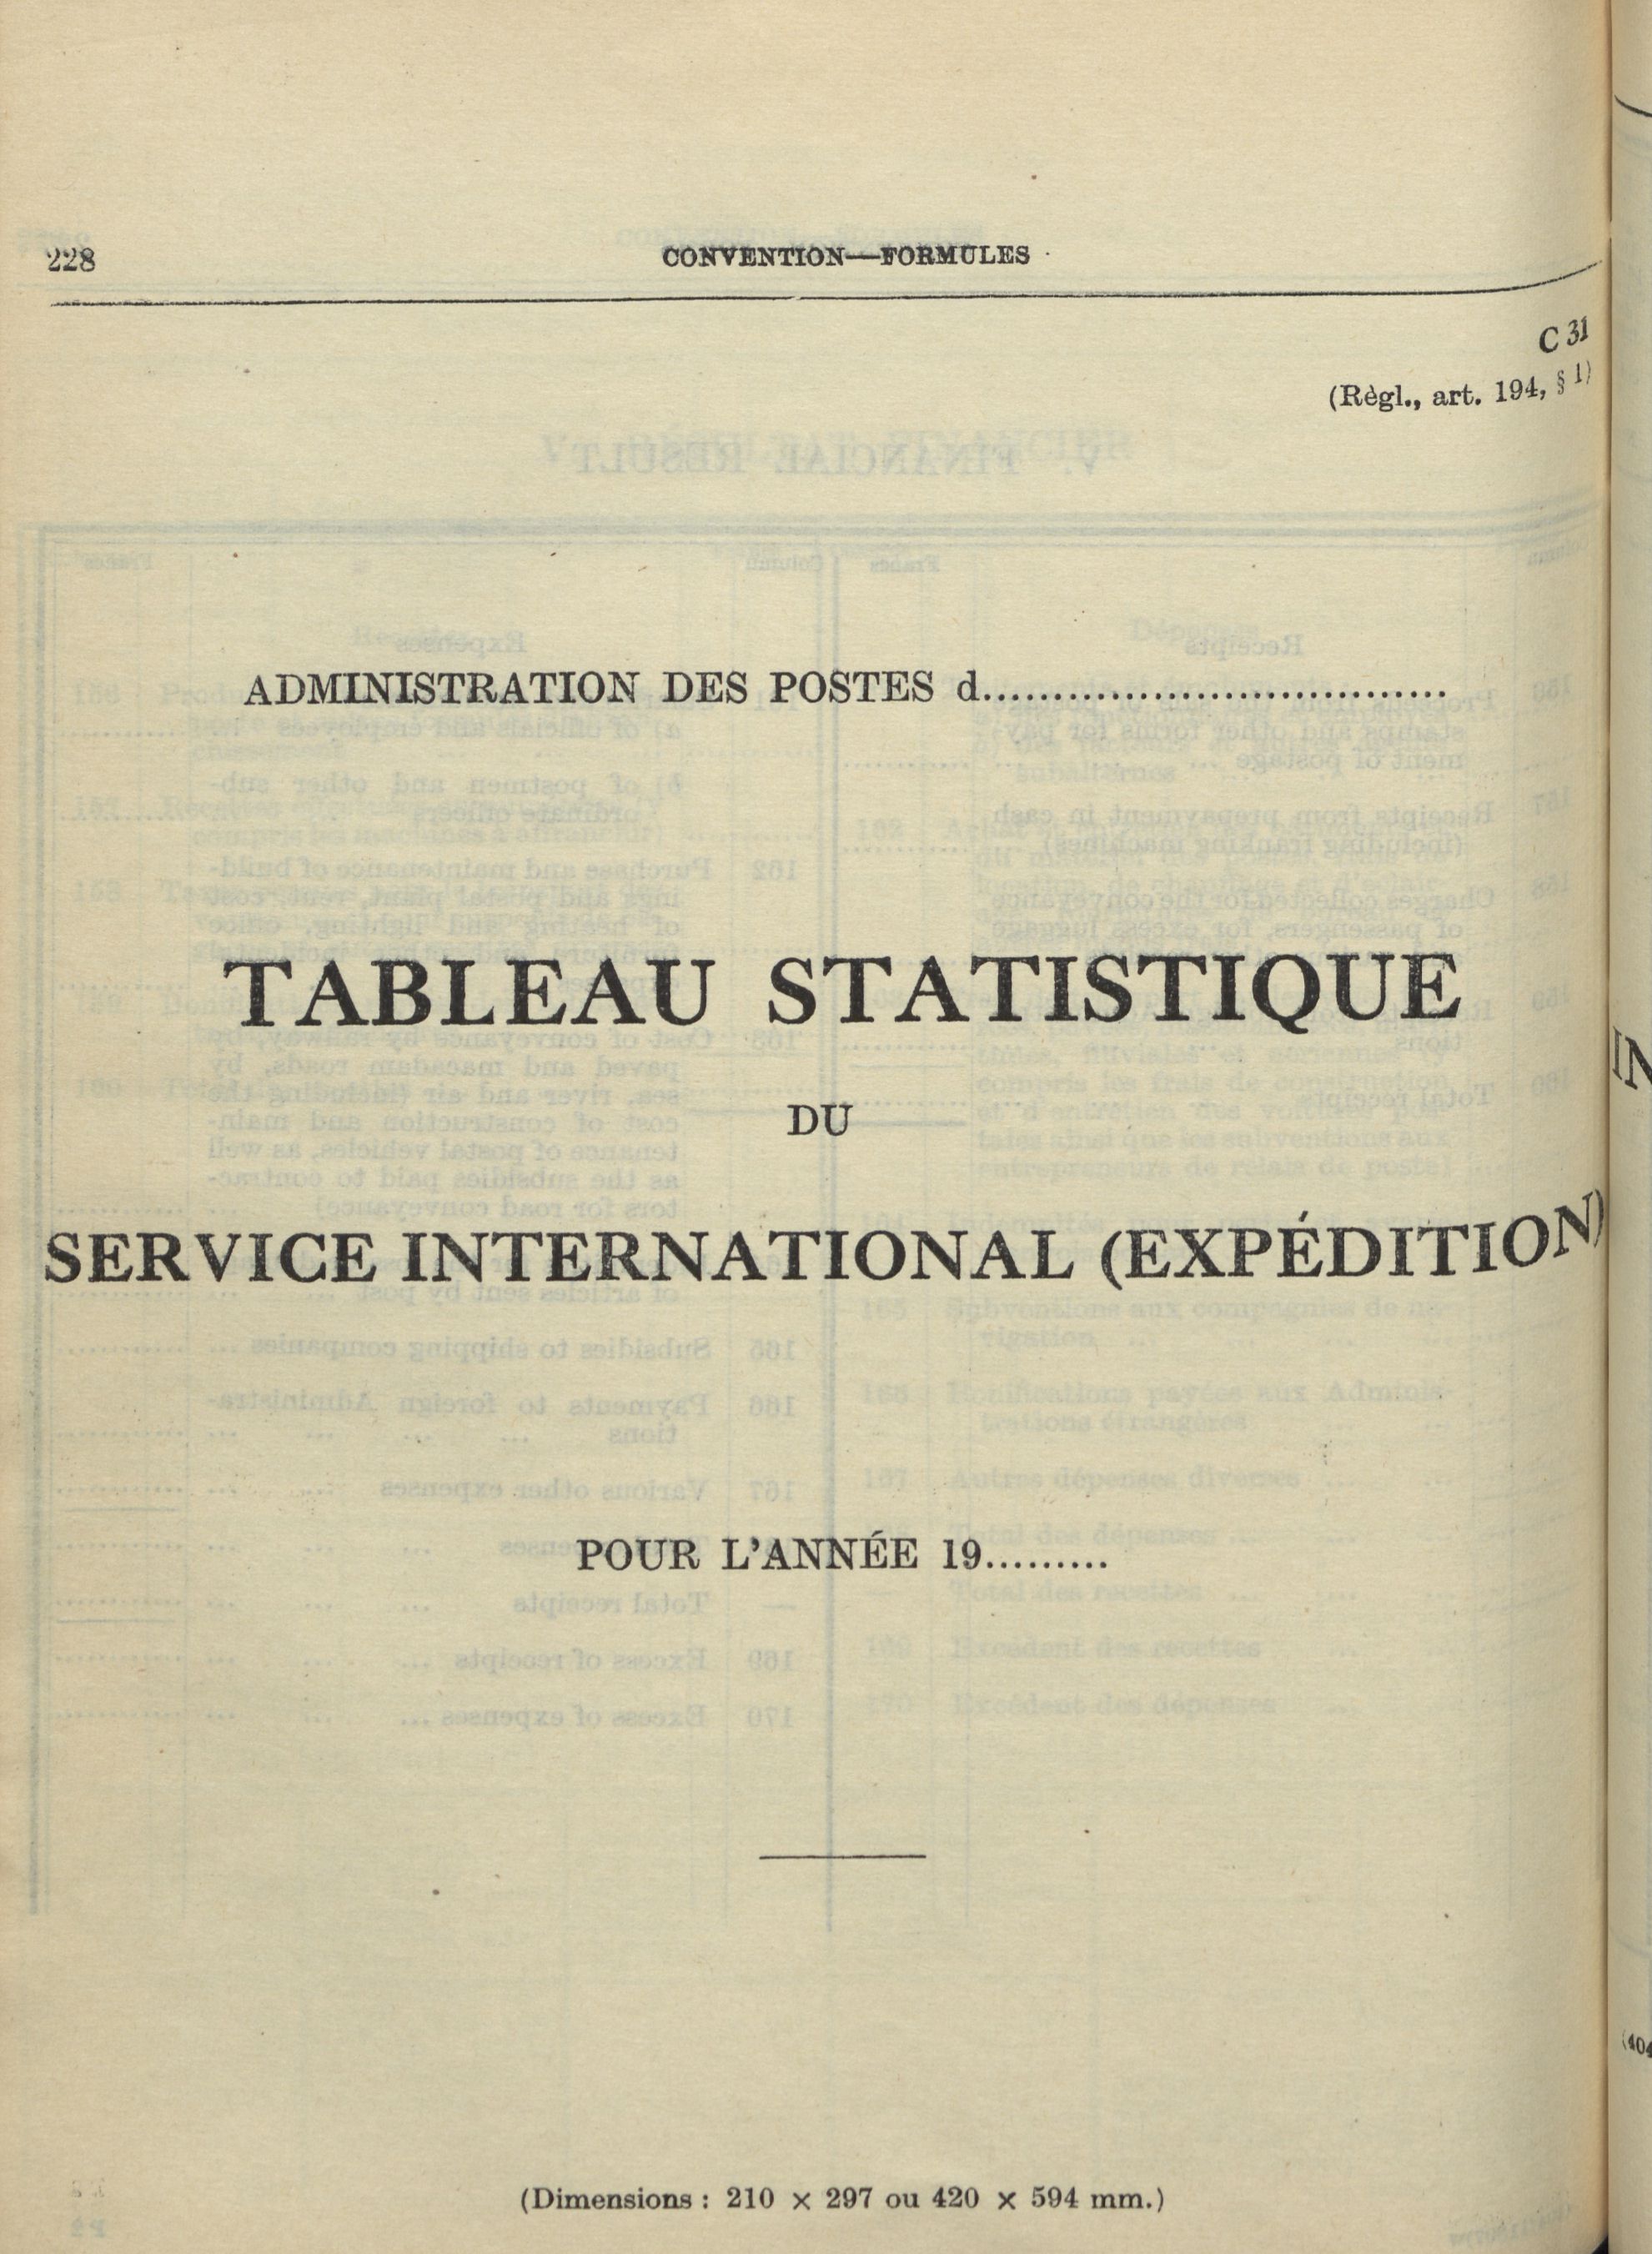 228
CONVENTION—FORMULES
C 31
(Règl., art. 194, § 1)
ADMINISTRATION DES POSTES d.................................
TABLEAU STATISTIQUE
DU
SERVICE INTERNATIONAL (EXPÉDITION)
POUR L'ANNÉE 19.........
(Dimensions : 210 × 297 ou 420 × 594 mm.)